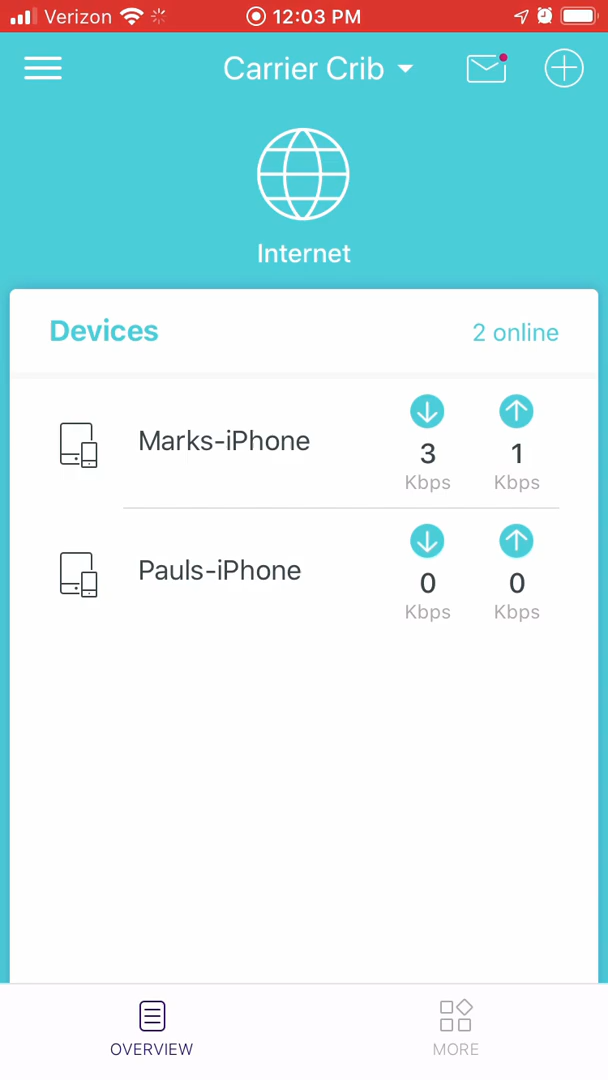 Verizon 12:03 PM
Carrier Crib
Internet
Devices 2 online
Marks-iPhone 3 1
Kbps Kbps
Pauls-iPhone 0 0
Kbps Kbps
OVERVIEW MORE